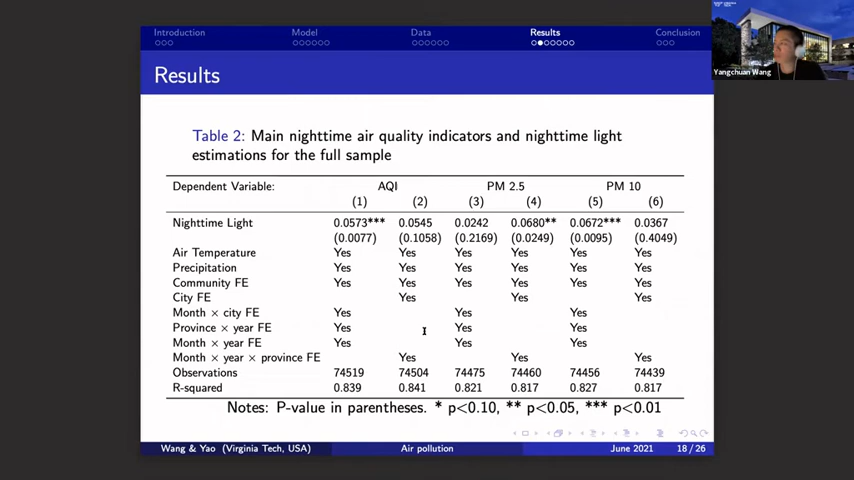 Introduction Model Data Results Conclusion
Results
Table 2: Main nighttime air quality indicators and nighttime light
estimations for the full sample
Dependent Variable: AQI PM 2.5 PM 10
(1) (2) (3) (4) (5) (6)
Nighttime Light 0.0573*** 0.0545 0.0242 0.0680** 0.0672*** 0.0367
(0.0077) (0.1058) (0.2169) (0.0249) (0.0095) (0.4049)
Air Temperature Yes Yes Yes Yes Yes Yes
Precipitation Yes Yes Yes Yes Yes Yes
Community FE Yes Yes Yes Yes Yes Yes
City FE Yes Yes Yes
Month × city FE Yes Yes Yes
Province × year FE Yes Yes Yes
Month × year FE Yes Yes Yes
Month × year × province FE Yes Yes Yes
Observations 74519 74504 74475 74460 74456 74439
R-squared 0.839 0.841 0.821 0.817 0.827 0.817
Notes: P-value in parentheses. * p<0.10, ** p<0.05, *** p<0.01
Wang & Yao (Virginia Tech, USA) Air pollution June 2021 18 / 26
Yangchuan Wang